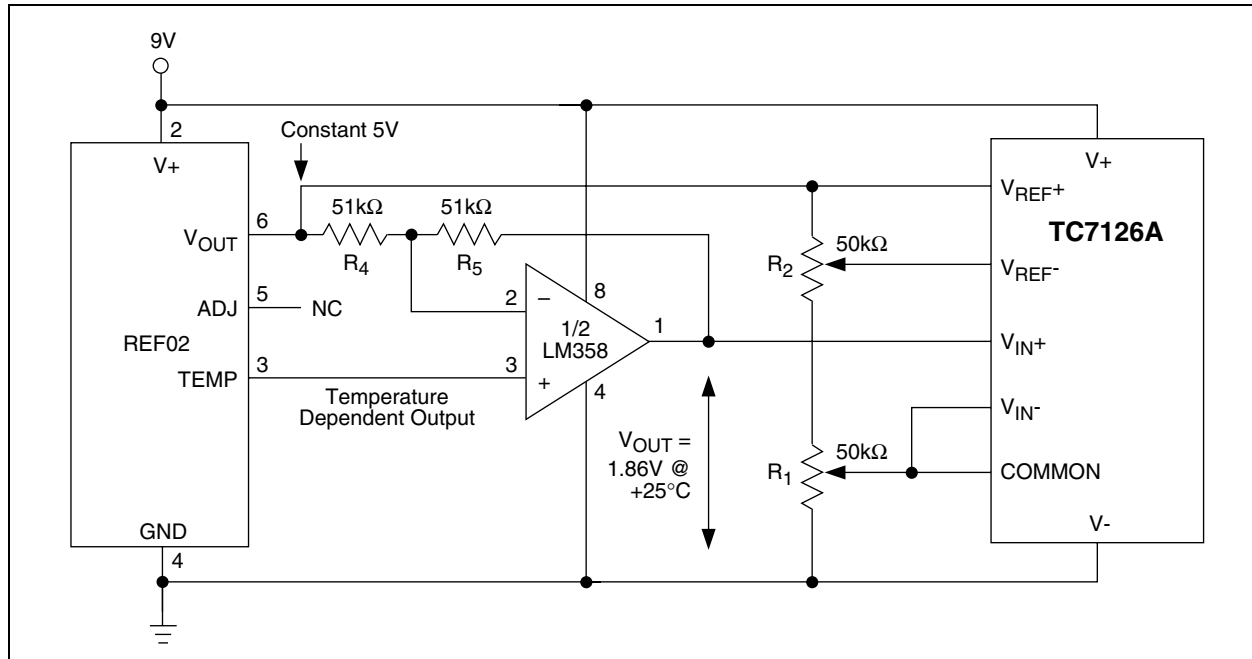 9V
2
V+
Constant 5V
51kΩ
51kΩ
6
VOUT
R4
R5
5
ADJ
NC
REF02
3
TEMP
Temperature
Dependent Output
2
–
8
1/2
LM358
1
3
+
4
VOUT =
1.86V @
+25°C
GND
4
50kΩ
R2
50kΩ
R1
V+
VREF+
TC7126A
VREF-
VIN+
VIN-
COMMON
V-